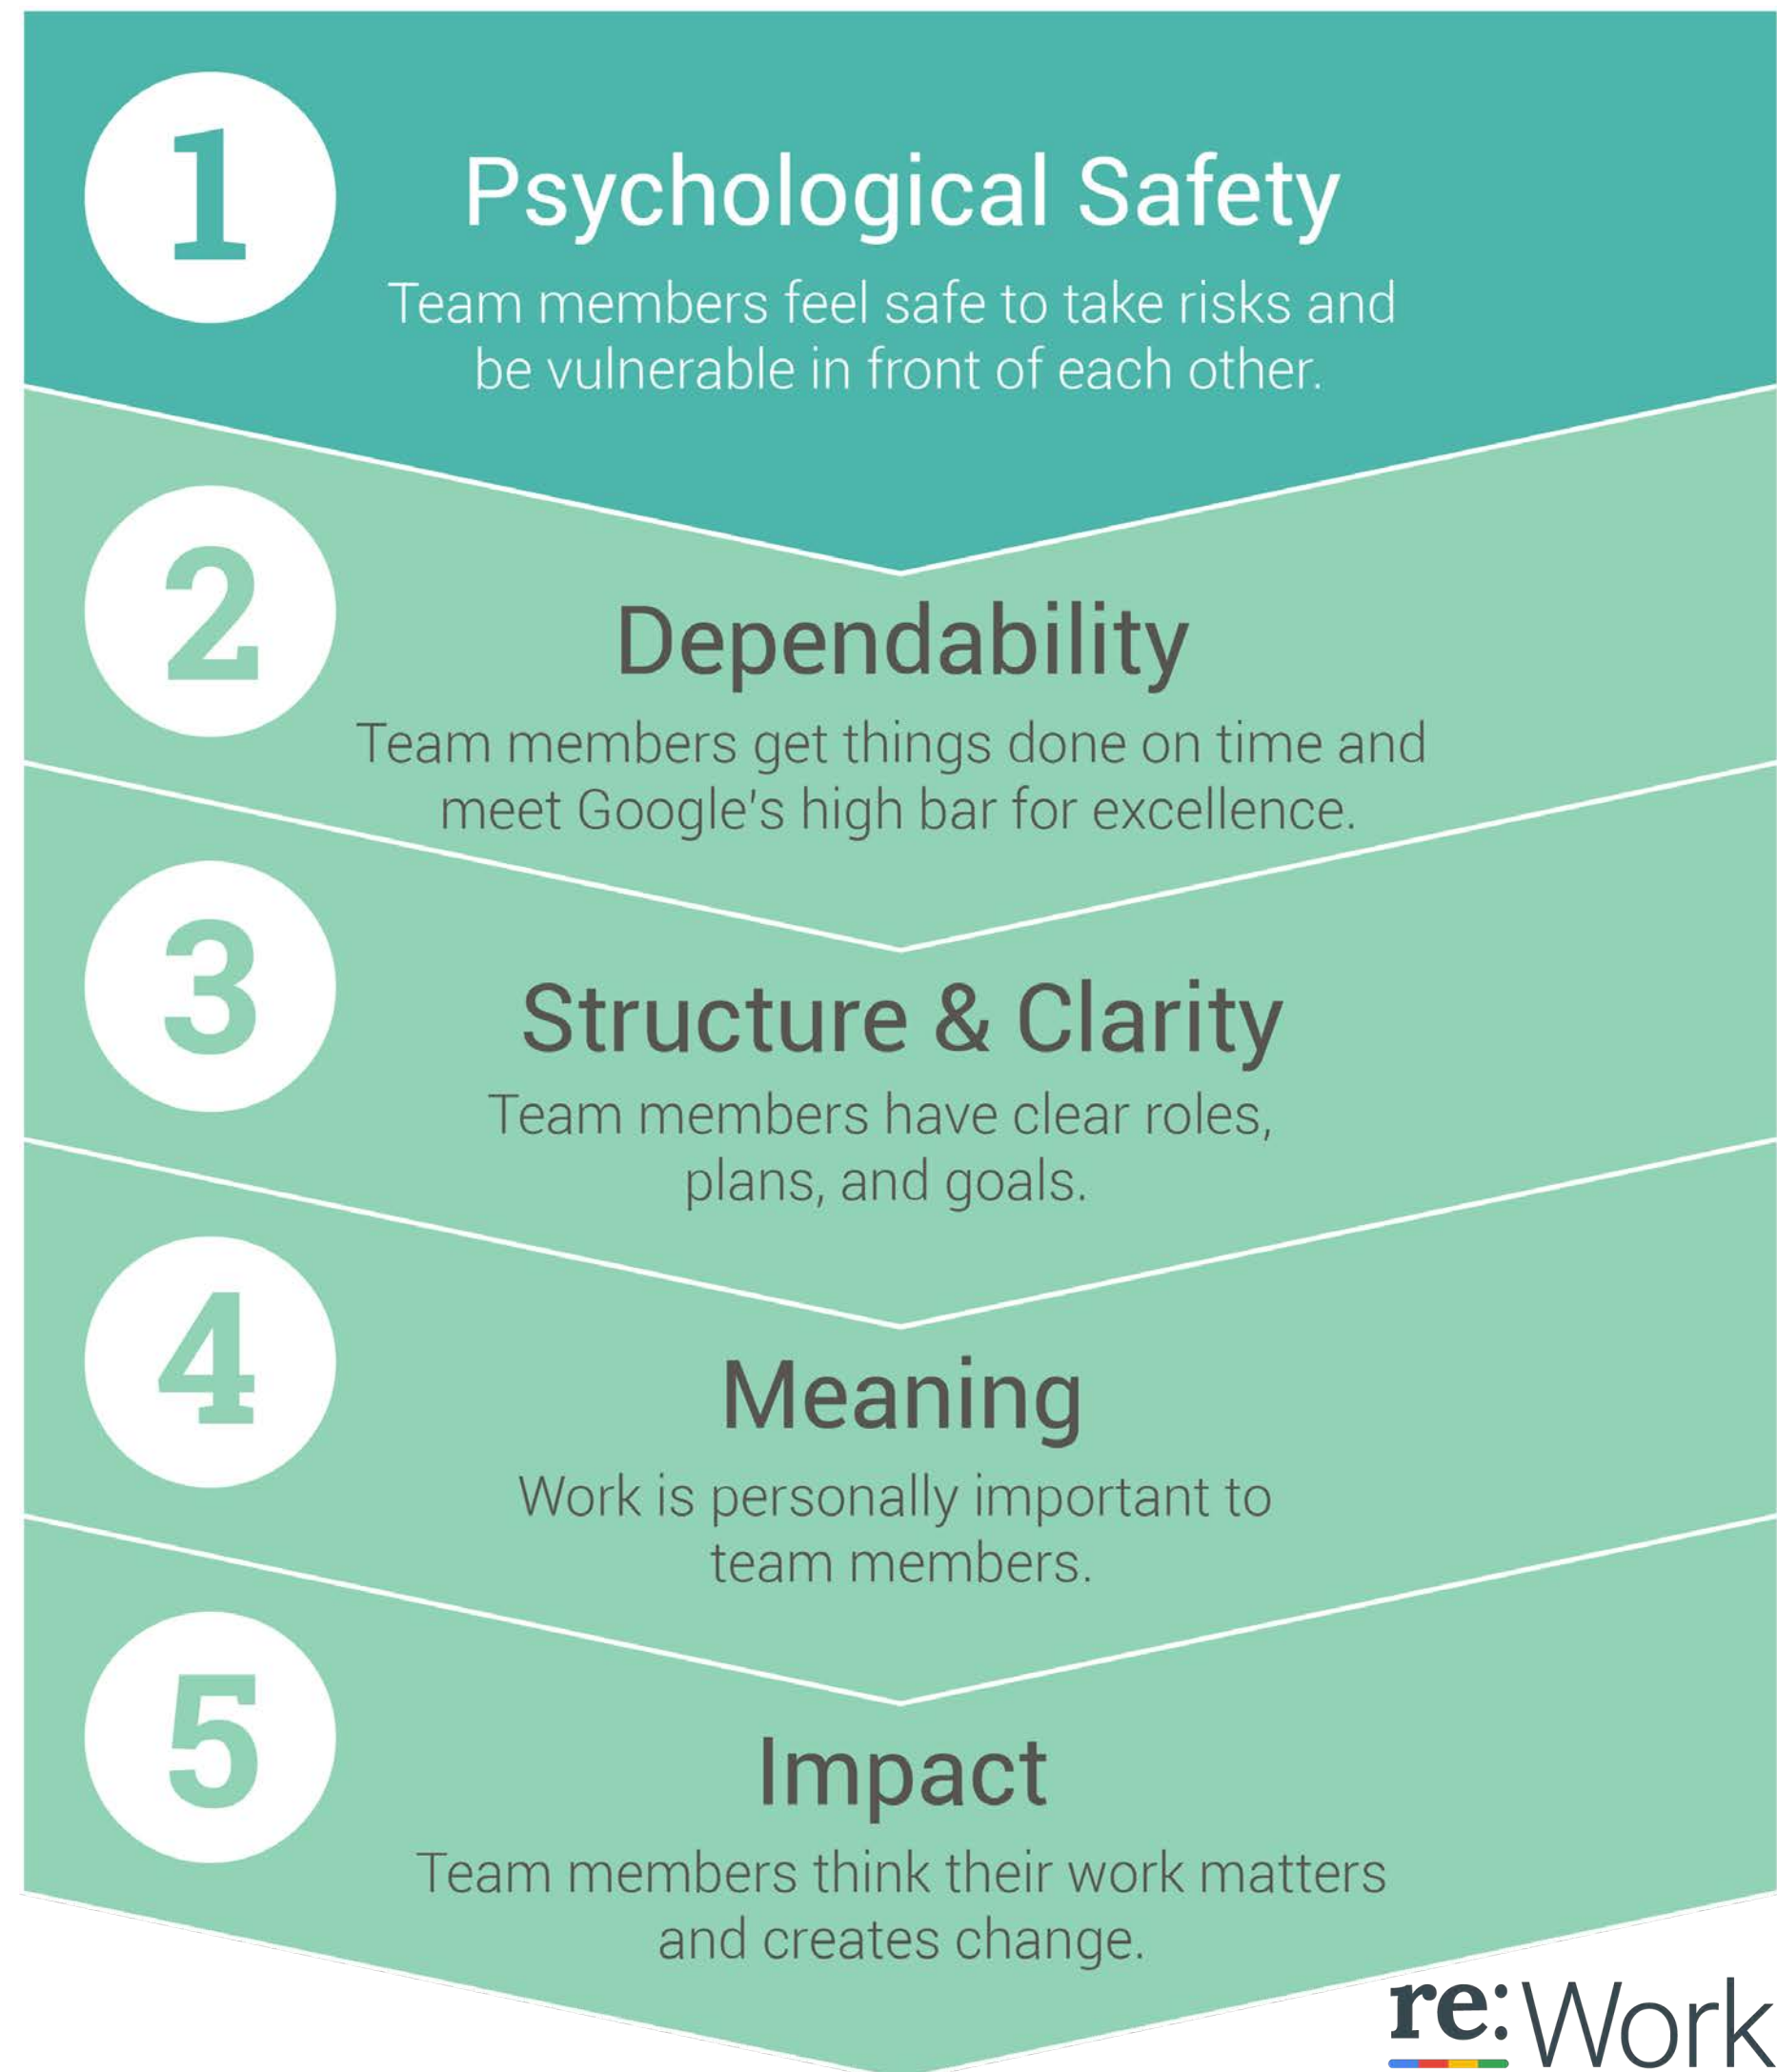 1
Psychological Safety
Team members feel safe to take risks and
be vulnerable in front of each other.
2
Dependability
Team members get things done on time and
meet Google's high bar for excellence.
3
Structure & Clarity
Team members have clear roles,
plans, and goals.
4
Meaning
Work is personally important to
team members.
5
Impact
Team members think their work matters
and creates change.
re:Work